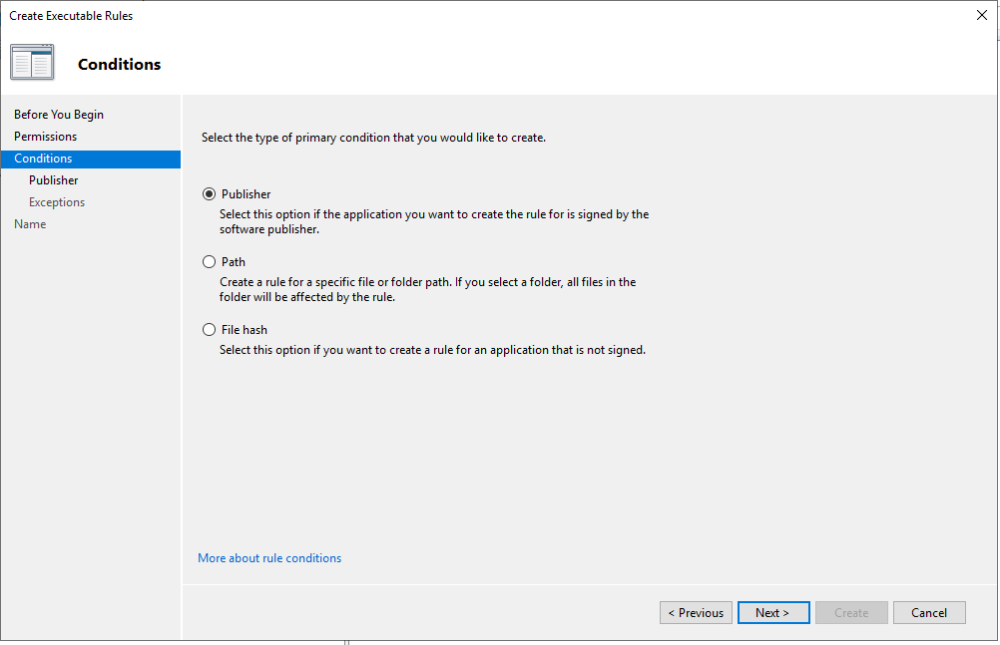 Create Executable Rules
Conditions
Before You Begin
Permissions
Conditions
Publisher
Exceptions
Name
Select the type of primary condition that you would like to create.
Publisher
Select this option if the application you want to create the rule for is signed by the
software publisher.
Path
Create a rule for a specific file or folder path. If you select a folder, all files in the
folder will be affected by the rule.
File hash
Select this option if you want to create a rule for an application that is not signed.
More about rule conditions
< Previous
Next >
Create
Cancel